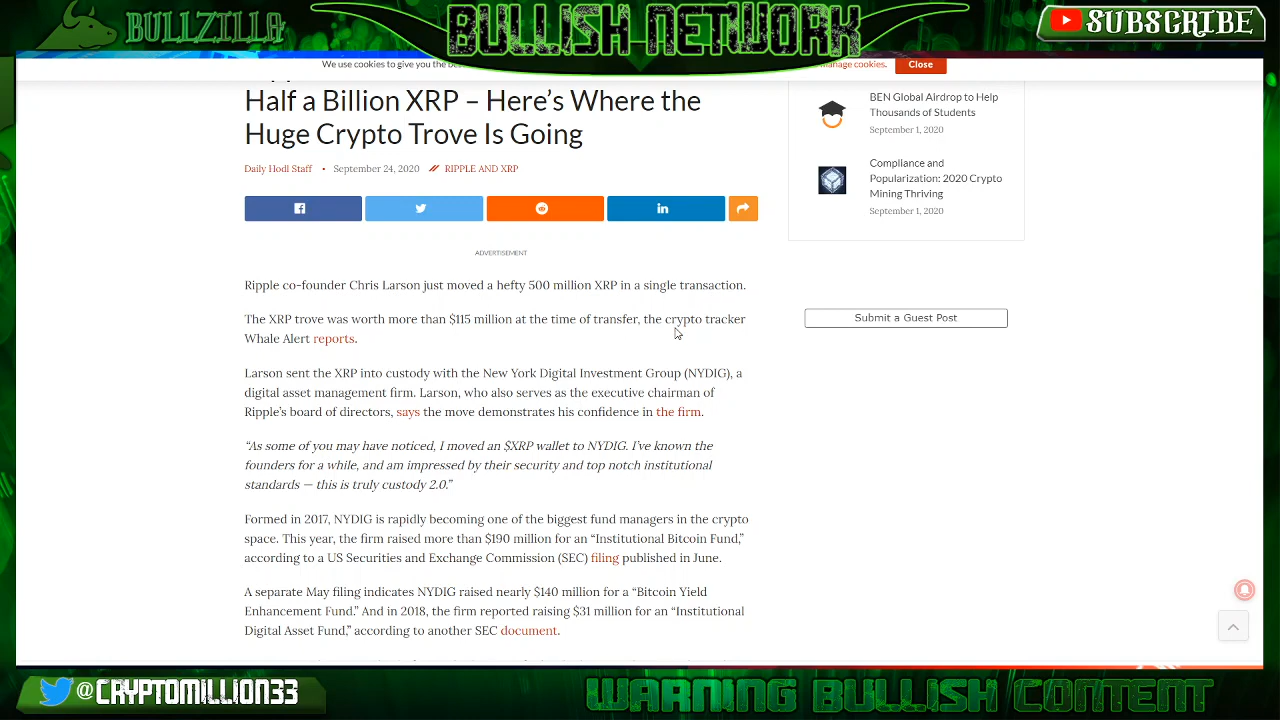 BULLZILLA
BULLISH NETWORK
SUBSCRIBE
We use cookies to give you the
manage cookies.
Close
Half a Billion XRP – Here's Where the
Huge Crypto Trove Is Going
Daily Hodl Staff • September 24, 2020 // RIPPLE AND XRP
ADVERTISEMENT
Ripple co-founder Chris Larson just moved a hefty 500 million XRP in a single transaction.
The XRP trove was worth more than $115 million at the time of transfer, the crypto tracker
Whale Alert reports.
Larson sent the XRP into custody with the New York Digital Investment Group (NYDIG), a
digital asset management firm. Larson, who also serves as the executive chairman of
Ripple's board of directors, says the move demonstrates his confidence in the firm.
“As some of you may have noticed, I moved an $XRP wallet to NYDIG. I've known the
founders for a while, and am impressed by their security and top notch institutional
standards — this is truly custody 2.0.”
Formed in 2017, NYDIG is rapidly becoming one of the biggest fund managers in the crypto
space. This year, the firm raised more than $190 million for an “Institutional Bitcoin Fund,”
according to a US Securities and Exchange Commission (SEC) filing published in June.
A separate May filing indicates NYDIG raised nearly $140 million for a “Bitcoin Yield
Enhancement Fund.” And in 2018, the firm reported raising $31 million for an “Institutional
Digital Asset Fund,” according to another SEC document.
BEN Global Airdrop to Help
Thousands of Students
September 1, 2020
Compliance and
Popularization: 2020 Crypto
Mining Thriving
September 1, 2020
Submit a Guest Post
@CRYPTOMILLION33
WARNING BULLISH CONTENT